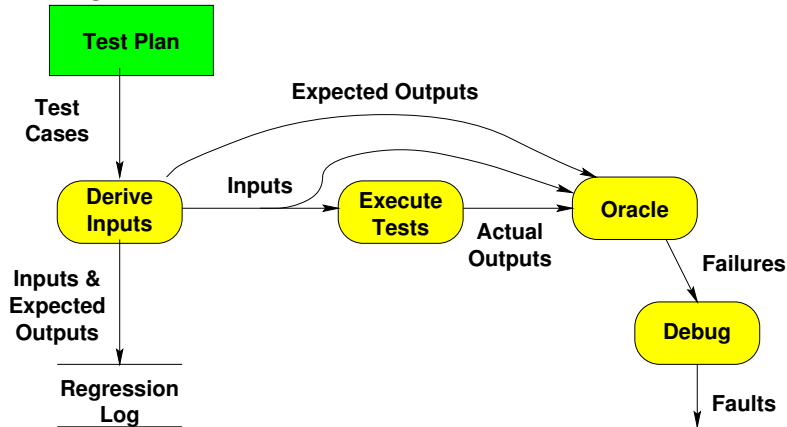 Test Plan
Expected Outputs
Test
Cases
Inputs
Derive
Inputs
Execute
Tests
Oracle
Actual
Outputs
Inputs &
Expected
Outputs
Failures
Debug
Regression
Log
Faults